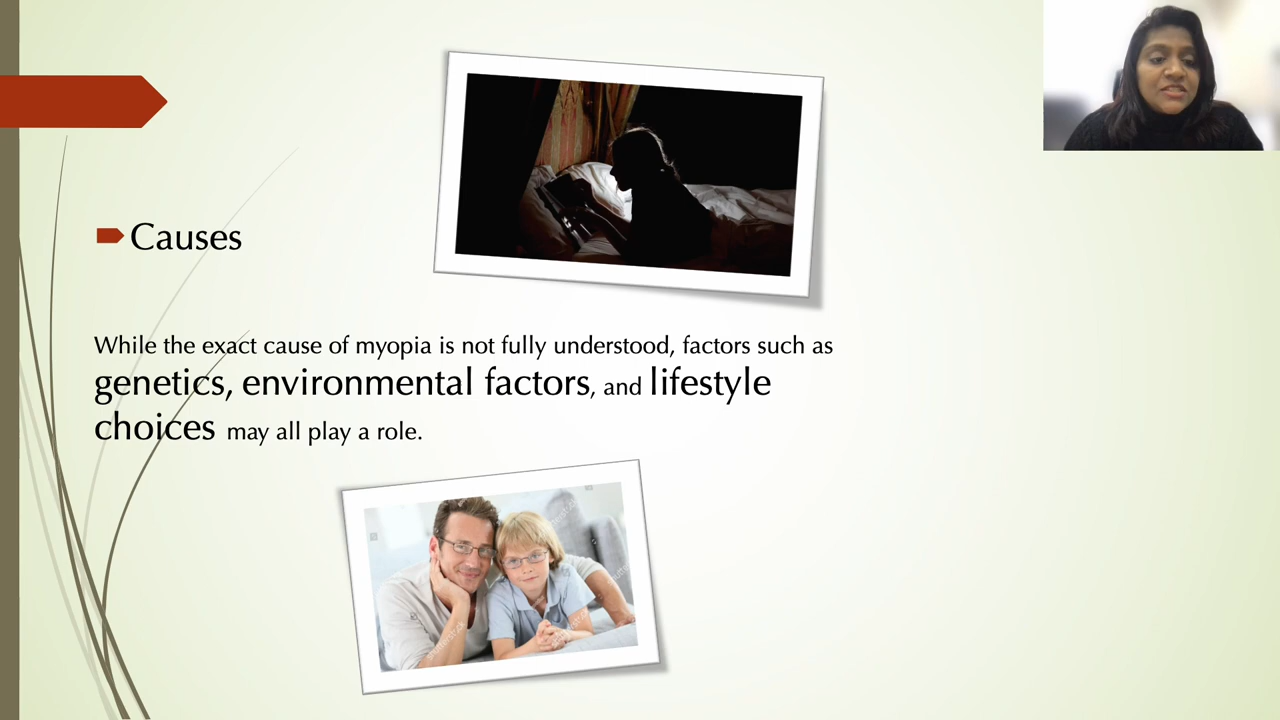 Causes
While the exact cause of myopia is not fully understood, factors such as
genetics, environmental factors, and lifestyle
choices may all play a role.